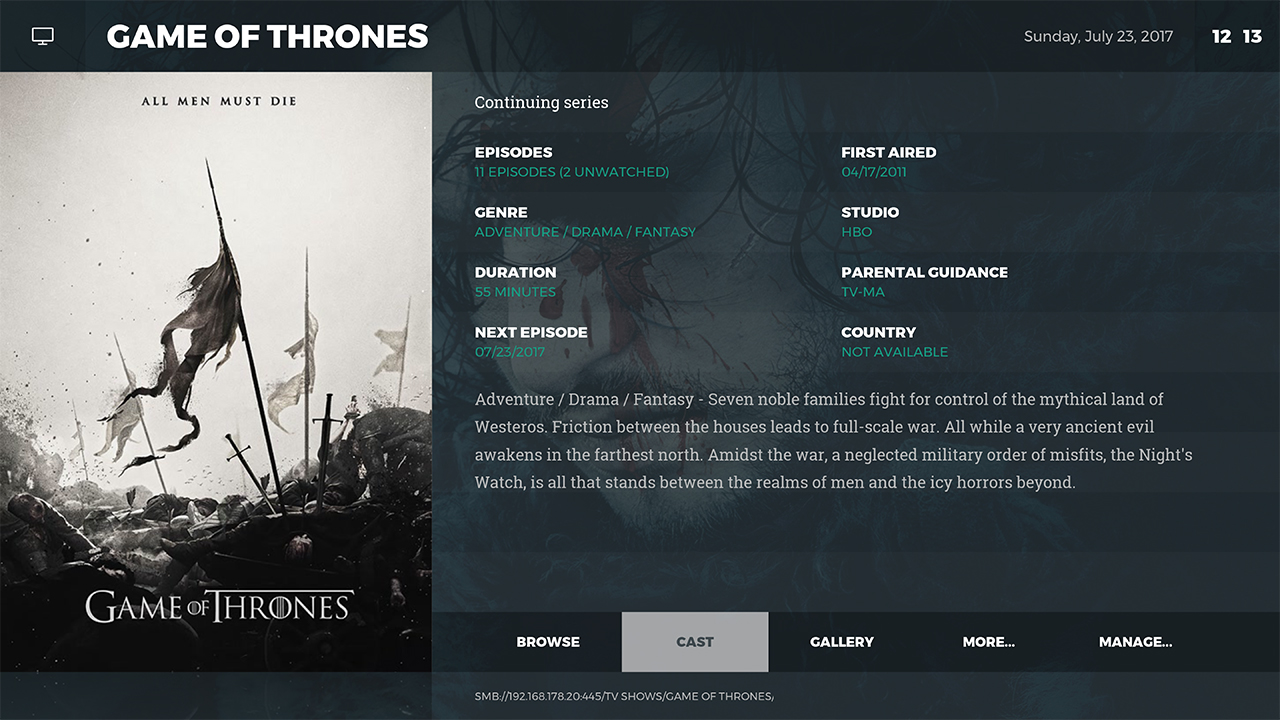 GAME OF THRONES
Sunday, July 23, 2017
12 13
ALL MEN MUST DIE
GAME OF THRONES
Continuing series
EPISODES
11 EPISODES (2 UNWATCHED)
FIRST AIRED
04/17/2011
GENRE
ADVENTURE / DRAMA / FANTASY
STUDIO
HBO
DURATION
55 MINUTES
PARENTAL GUIDANCE
TV-MA
NEXT EPISODE
07/23/2017
COUNTRY
NOT AVAILABLE
Adventure / Drama / Fantasy - Seven noble families fight for control of the mythical land of
Westeros. Friction between the houses leads to full-scale war. All while a very ancient evil
awakens in the farthest north. Amidst the war, a neglected military order of misfits, the Night's
Watch, is all that stands between the realms of men and the icy horrors beyond.
BROWSE
CAST
GALLERY
MORE...
MANAGE...
SMB://192.168.178.20:445/TV SHOWS/GAME OF THRONES/